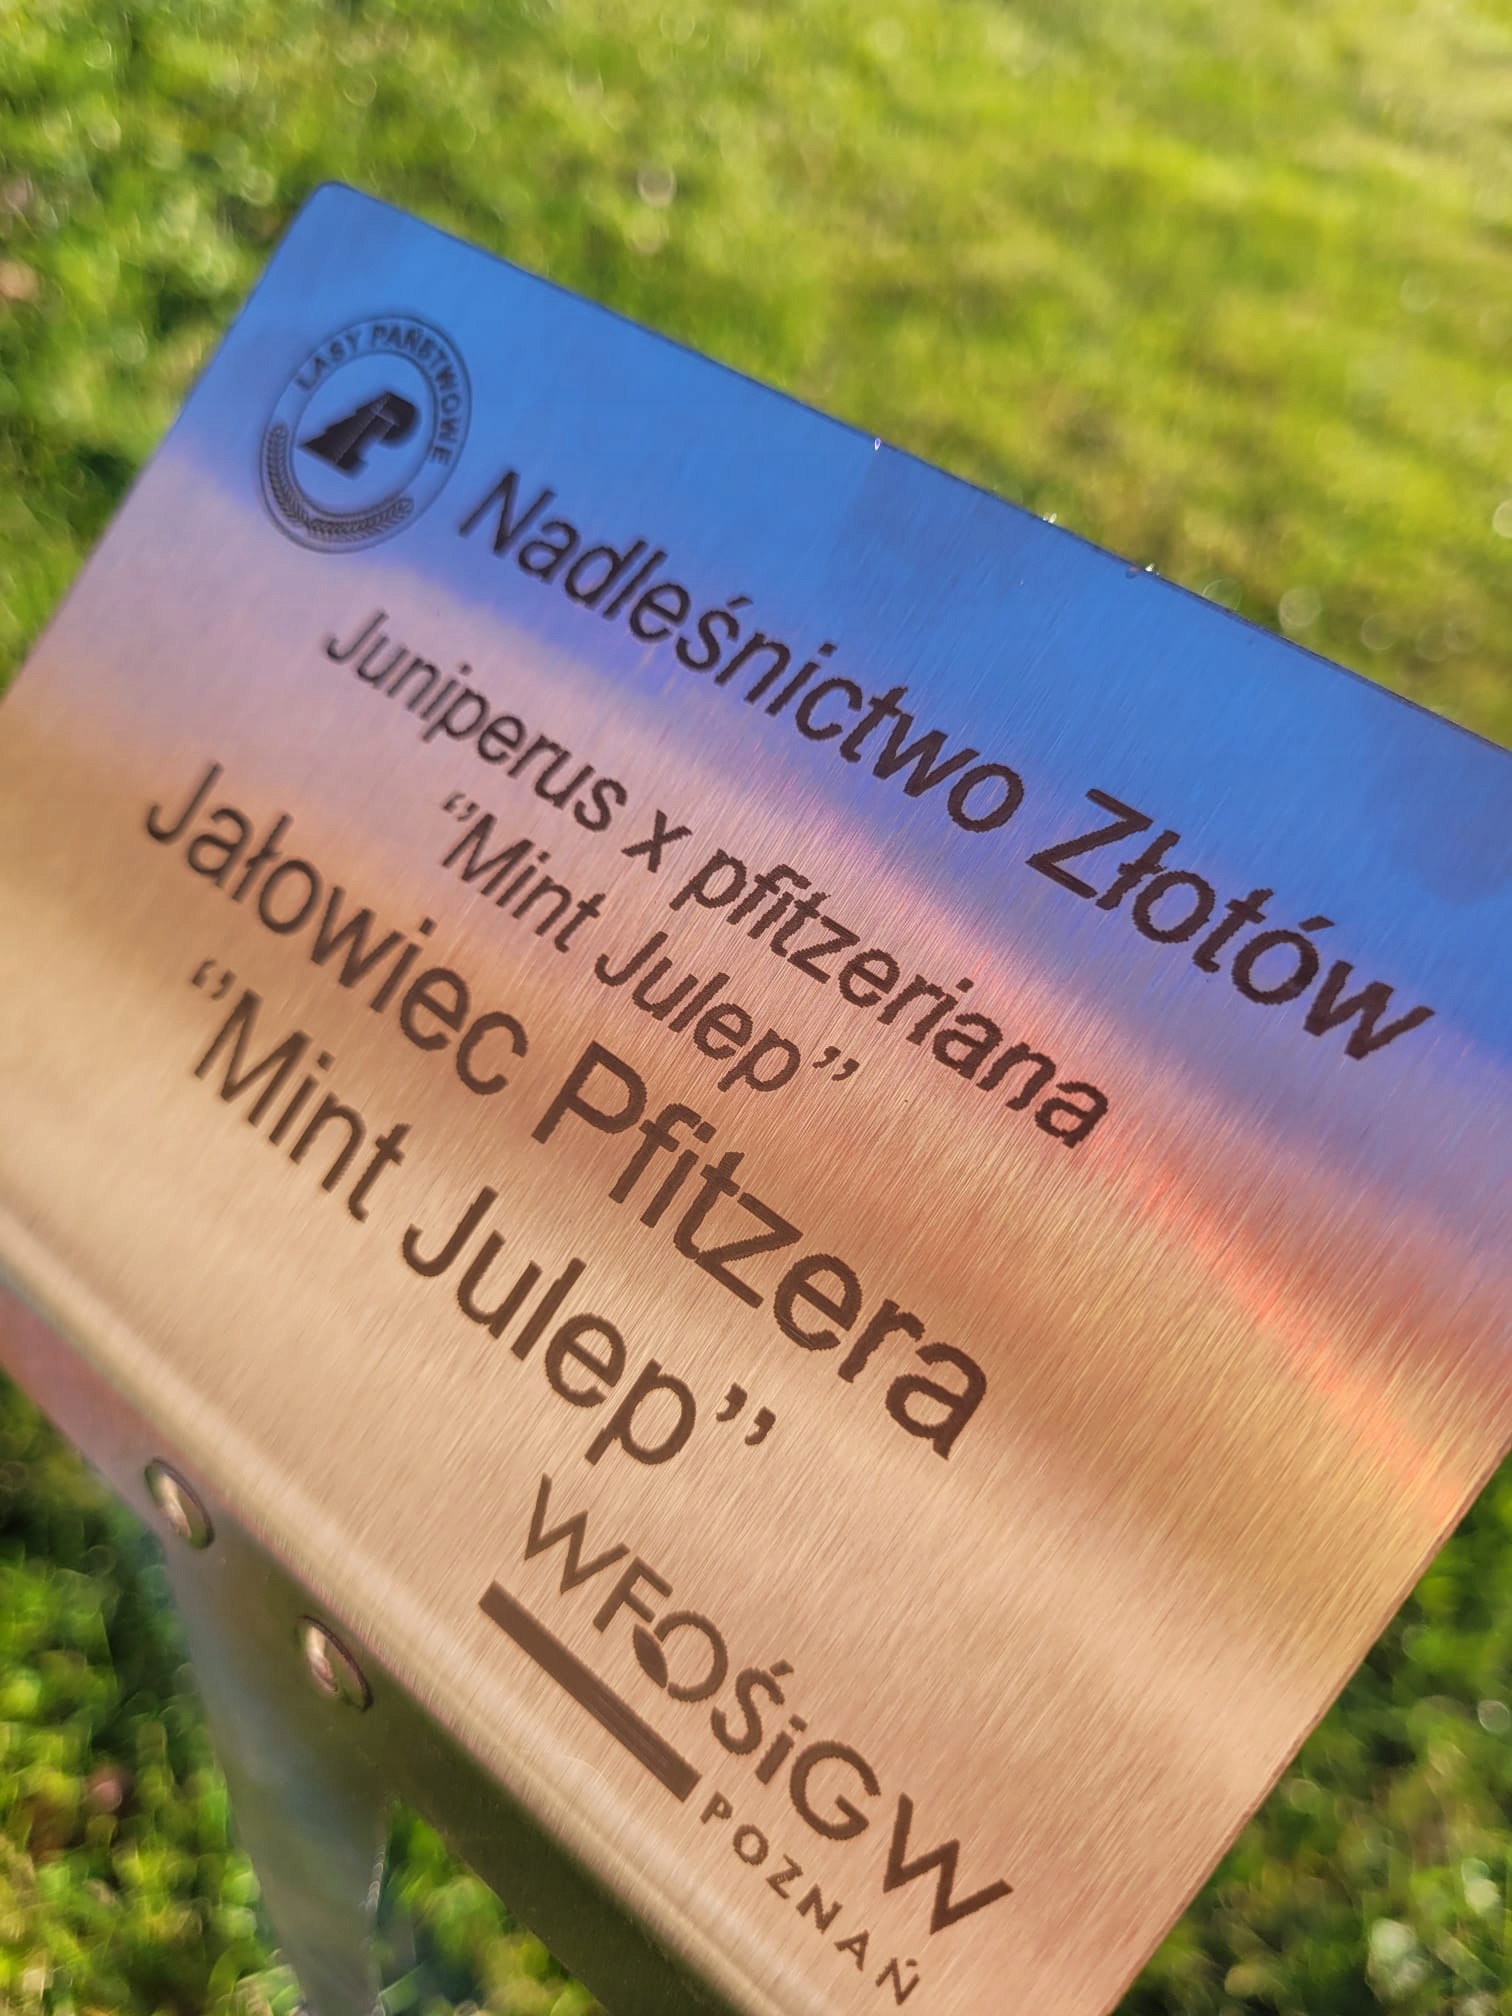 LASY PAŃSTWOWE
Nadleśnictwo Złotów
Juniperus x pfitzeriana
‘’Mint Julep’’
Jałowiec Pfitzera
‘’Mint Julep’’
WFOŚiGW
POZNAŃ